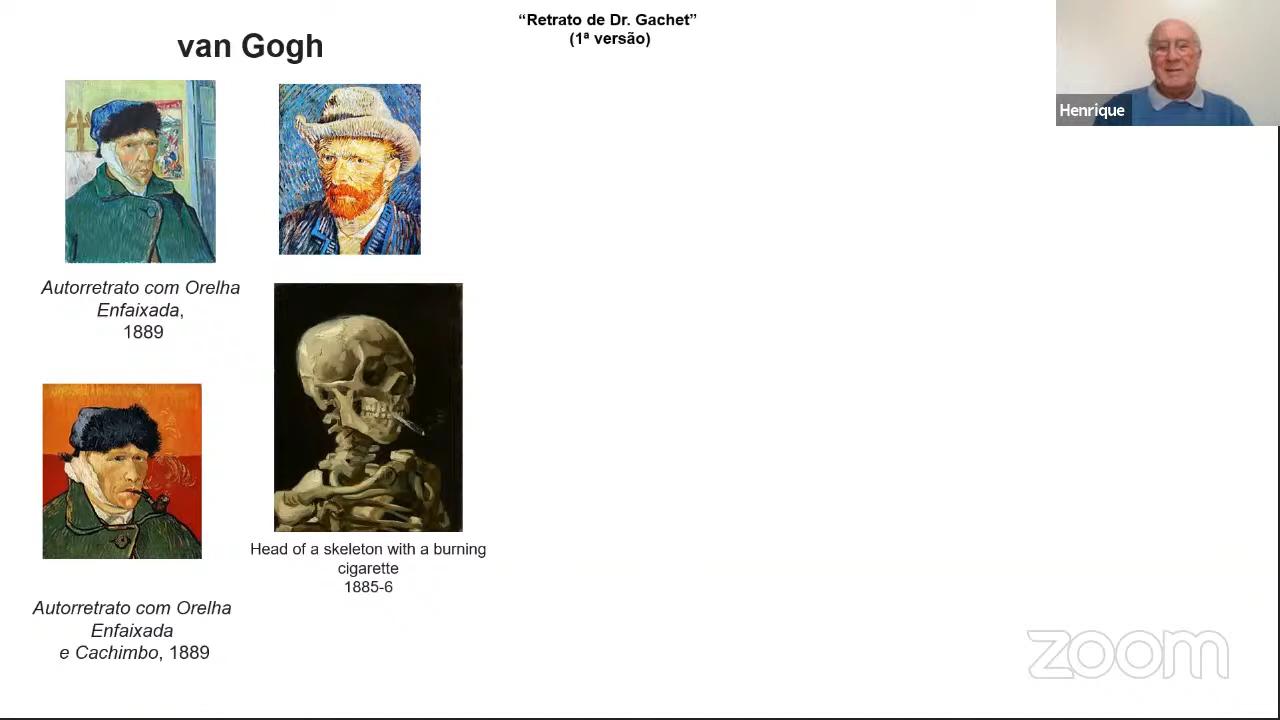 van Gogh
“Retrato de Dr. Gachet”
(1ª versão)
Henrique
Autorretrato com Orelha
Enfaixada,
1889
Head of a skeleton with a burning
cigarette
1885-6
Autorretrato com Orelha
Enfaixada
e Cachimbo, 1889
zoom